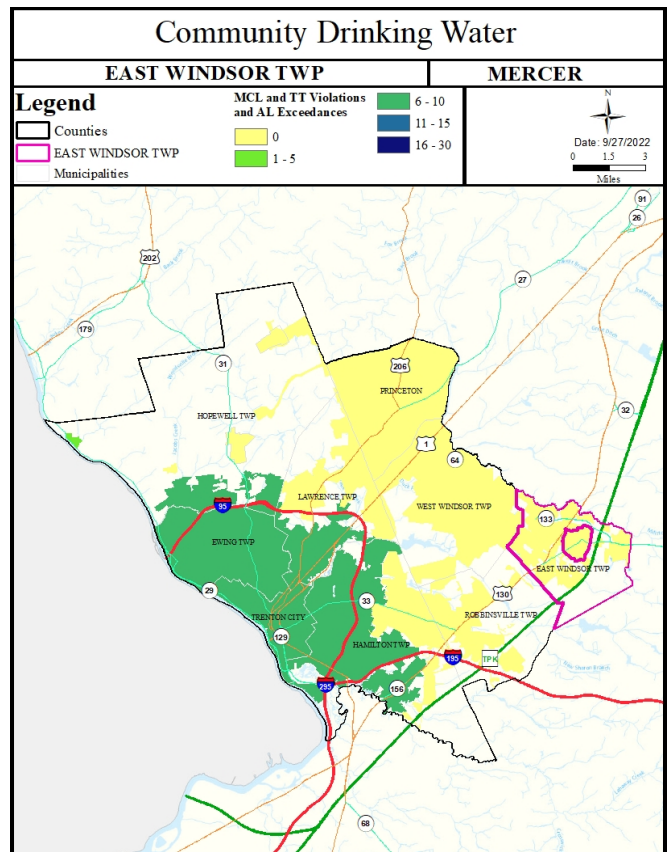 Community Drinking Water
EAST WINDSOR TWP
MERCER
Legend
Counties
EAST WINDSOR TWP
Municipalities
MCL and TT Violations
and AL Exceedances
0
1 - 5
6 - 10
11 - 15
16 - 30
N
Date: 9/27/2022
0 1.5 3
Miles
91
26
202
27
179
31
206
PRINCETON
32
HOPEWELL TWP
1
64
LAWRENCE TWP
WEST WINDSOR TWP
95
133
EWING TWP
EAST WINDSOR TWP
29
130
33
TRENTON CITY
ROBBINSVILLE TWP
129
HAMILTON TWP
195
TPK
295
156
68